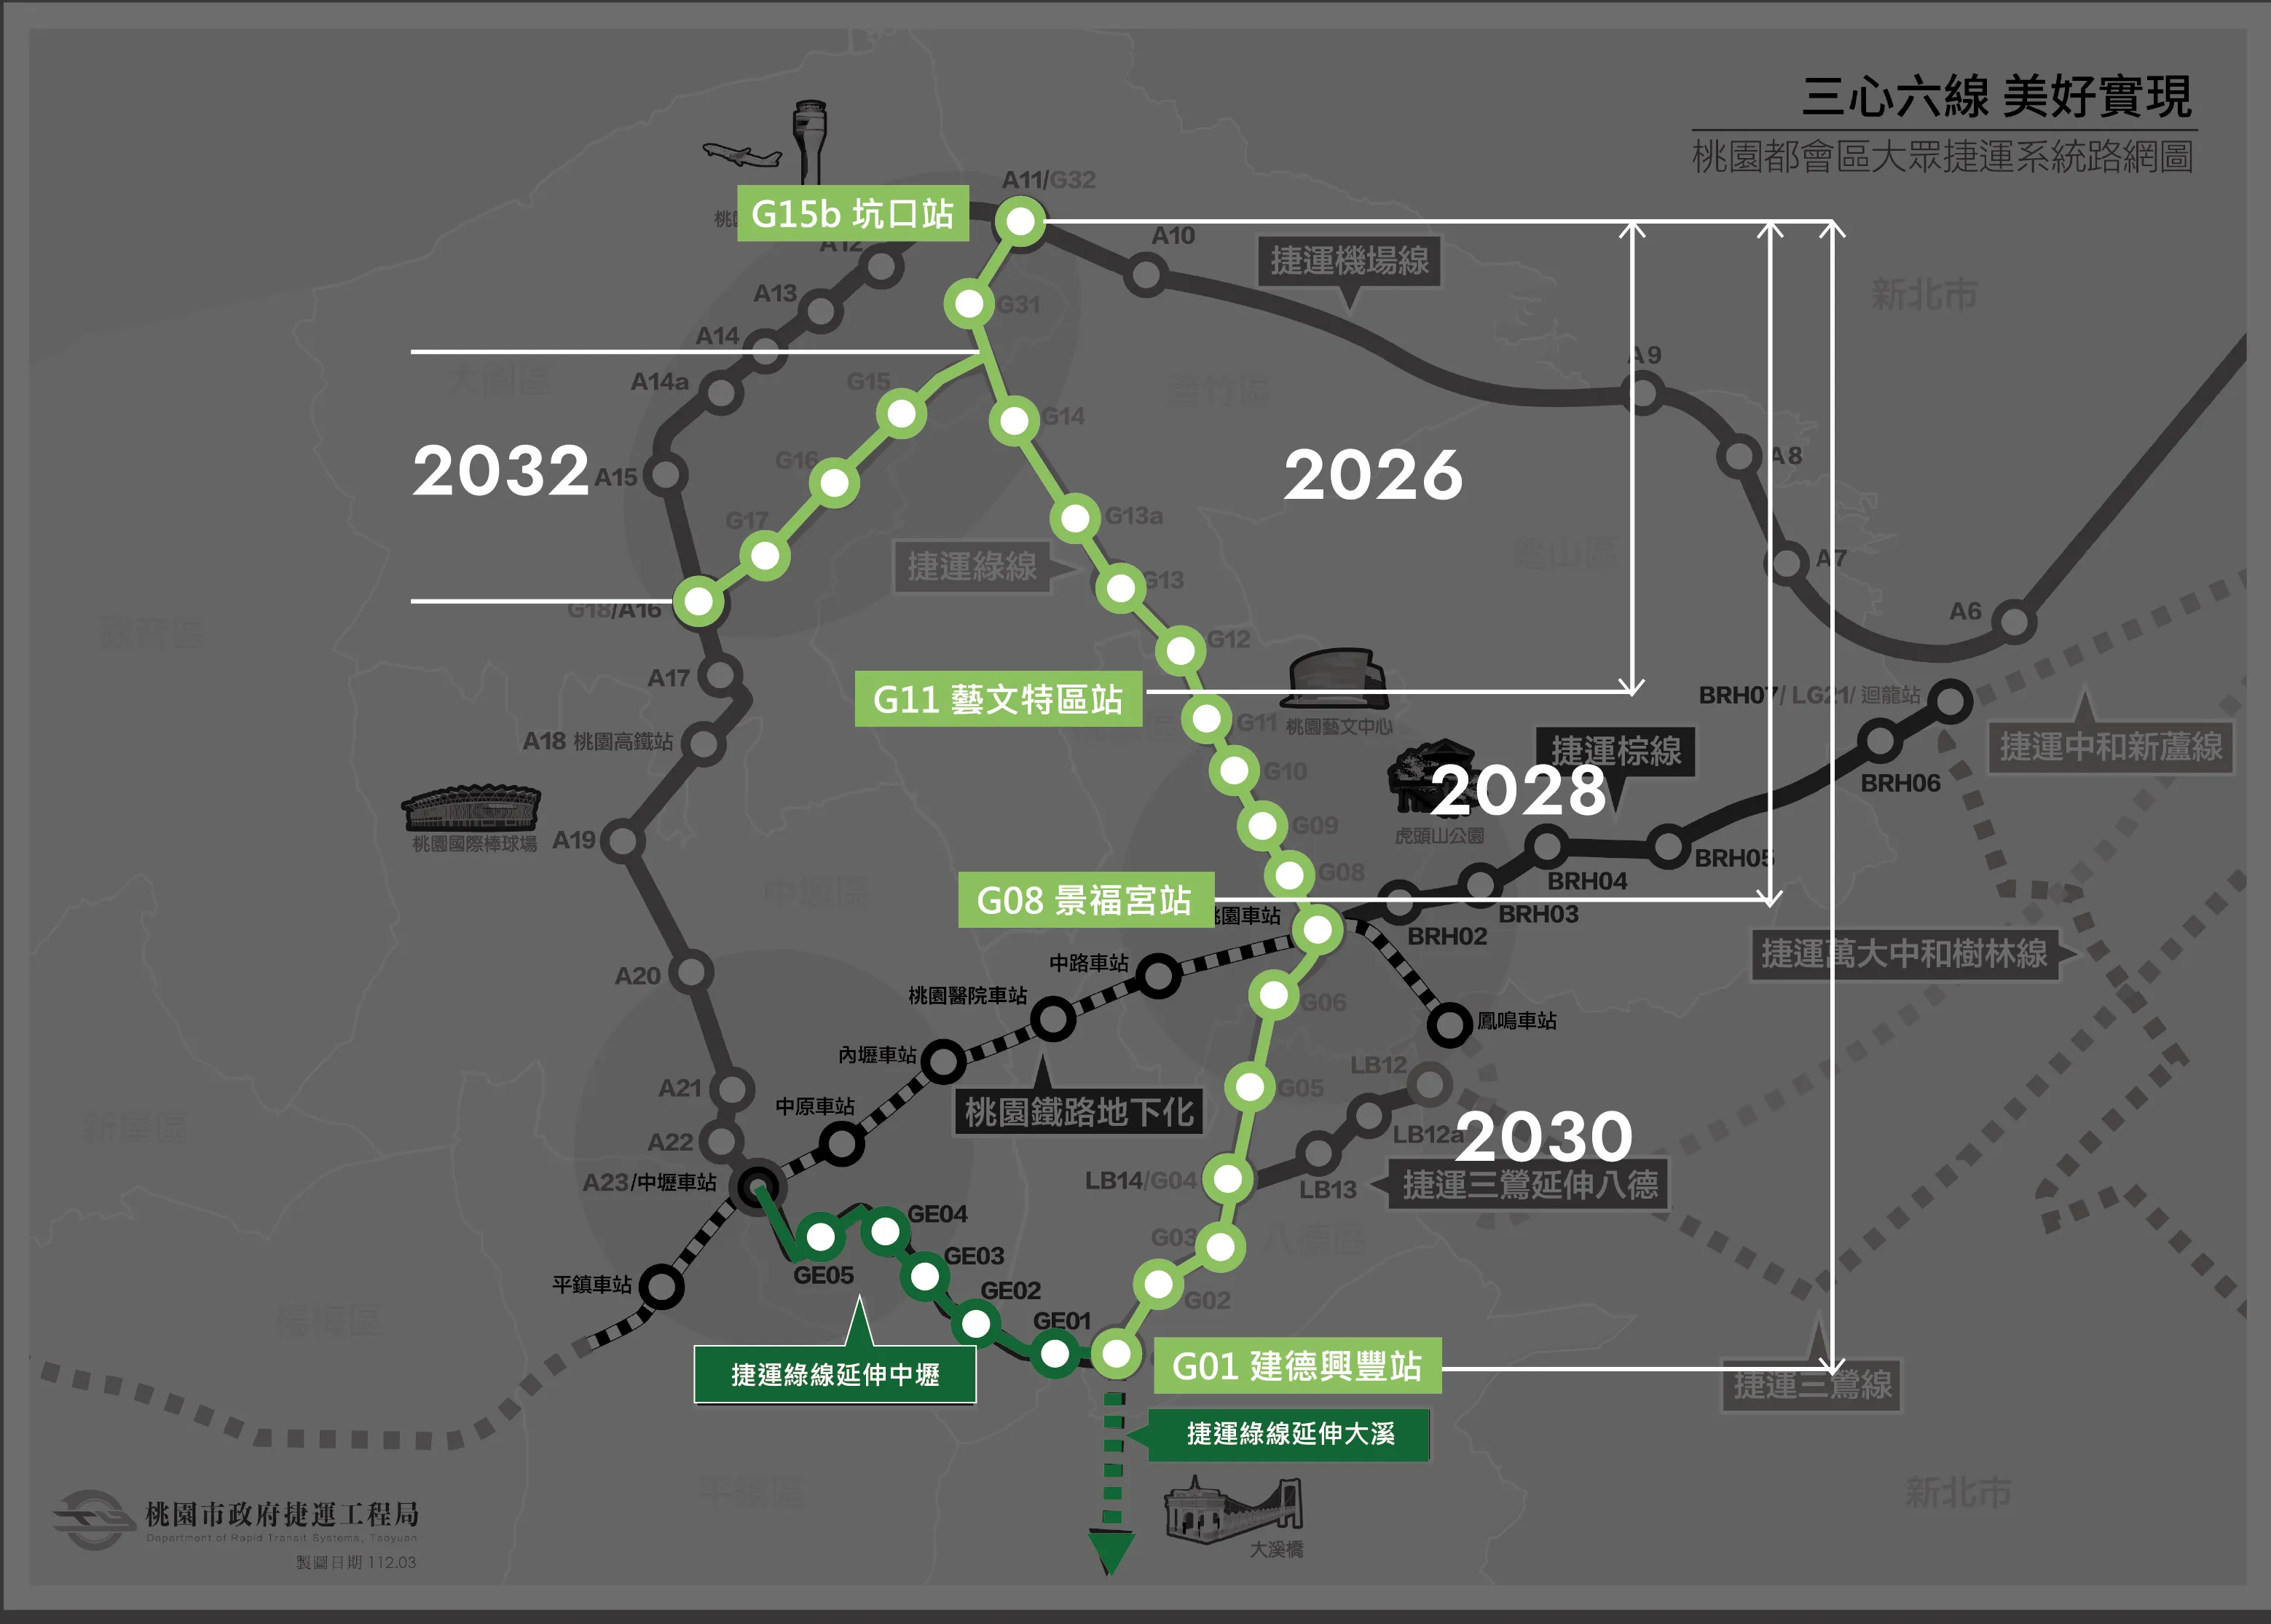 三心六線 美好實現
桃園都會區大眾捷運系統路網圖
A11/G32
G15b 坑口站
桃
A12
A10
捷運機場線
新北市
A13
G31
A14
A9
大園區
A14a
G15
蘆竹區
G14
2032
A15
G16
2026
A8
G17
G13a
龜山區
A7
捷運綠線
G13
G18/A16
A6
觀音區
G12
A17
G11 藝文特區站
BRH07/ LG21/ 迴龍站
G11
桃園藝文中心
A18 桃園高鐵站
捷運棕線
捷運中和新蘆線
G10
2028
BRH06
桃園國際棒球場
A19
G09
虎頭山公園
BRH05
中壢區
G08
BRH04
G08 景福宮站
桃園車站
BRH03
BRH02
捷運萬大中和樹林線
中路車站
A20
桃園醫院車站
G06
鳳鳴車站
內壢車站
LB12
A21
G05
中原車站
桃園鐵路地下化
新屋區
A22
LB12a
2030
A23/中壢車站
LB14/G04
LB13
捷運三鶯延伸八德
GE04
G03
八德區
GE03
GE05
平鎮車站
GE02
G02
楊梅區
GE01
捷運綠線延伸中壢
G01 建德興豐站
捷運三鶯線
捷運綠線延伸大溪
平鎮區
新北市
大溪橋
桃園市政府捷運工程局
Department of Rapid Transit Systems, Taoyuan
製圖日期 112.03